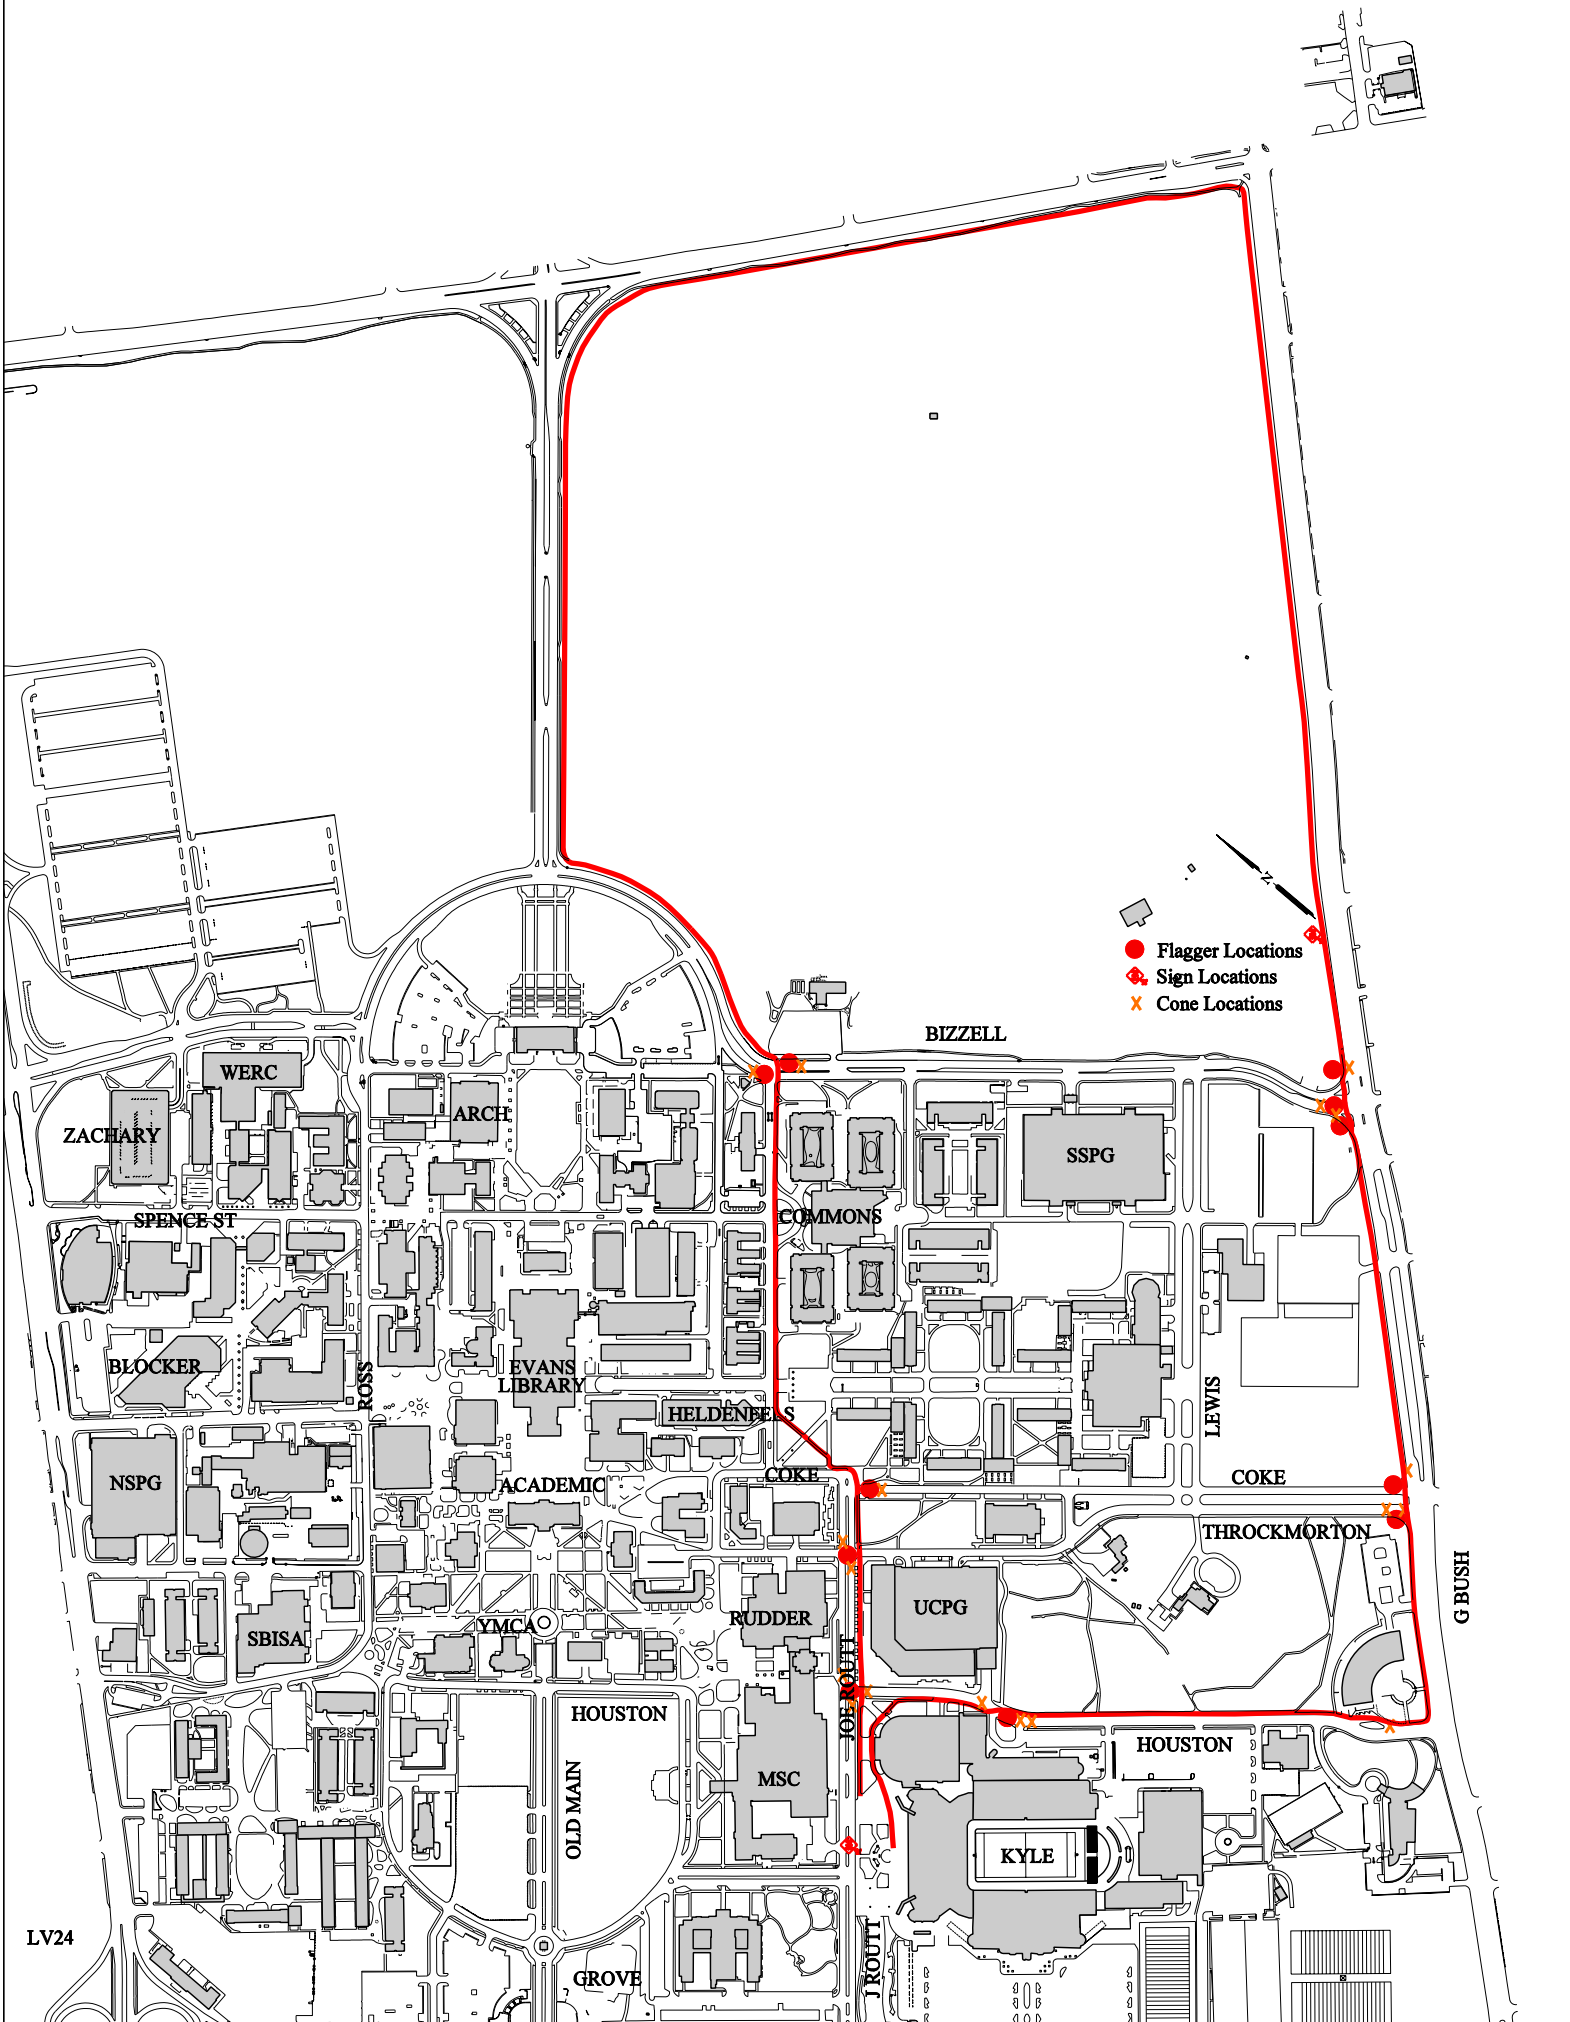 N
Flagger Locations
Sign Locations
Cone Locations
BIZZELL
WERC
ARCH
ZACHARY
SSPG
SPENCE ST
COMMONS
BLOCKER
EVANS
LIBRARY
ROSS
HELDENFELS
LEWIS
NSPG
ACADEMIC
COKE
COKE
THROCKMORTON
G BUSH
UCPG
RUDDER
YMCA
SBISA
JOE ROUTT
HOUSTON
HOUSTON
MSC
OLD MAIN
KYLE
LV24
J ROUTT
GROVE